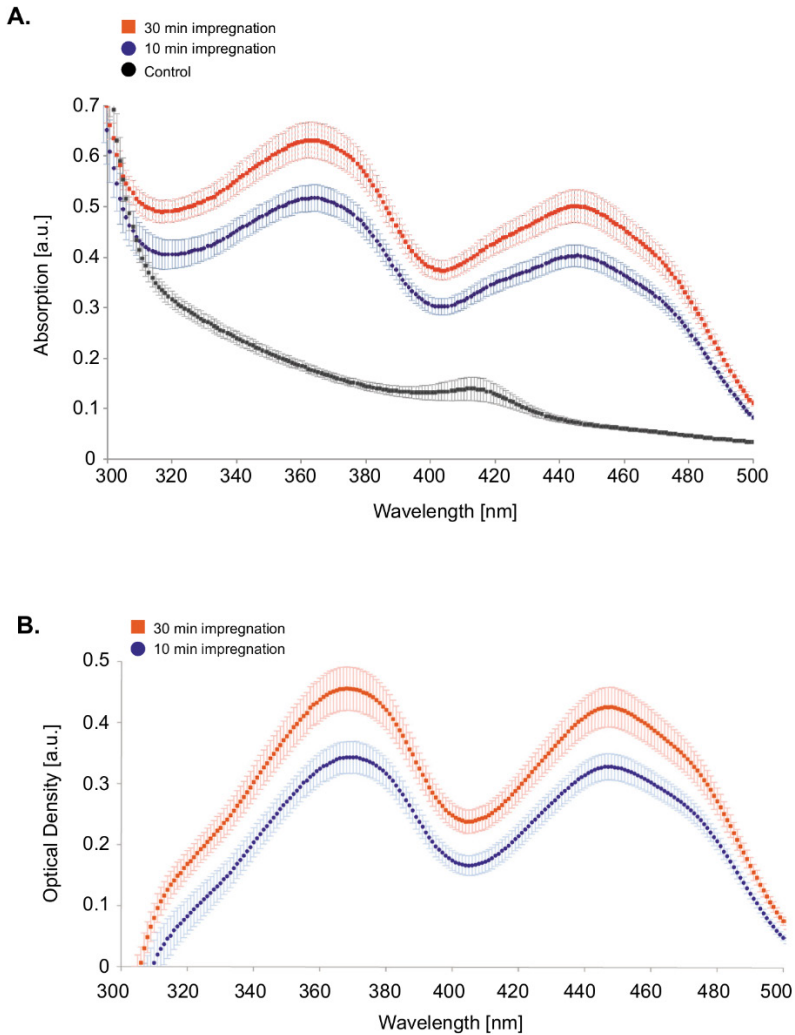 A.
30 min impregnation
10 min impregnation
Control
0.7
0.6
0.5
0.4
0.3
0.2
0.1
0
Absorption [a.u.]
300 320 340 360 380 400 420 440 460 480 500
Wavelength [nm]
B.
30 min impregnation
10 min impregnation
0.5
0.4
0.3
0.2
0.1
0
Optical Density [a.u.]
300 320 340 360 380 400 420 440 460 480 500
Wavelength [nm]